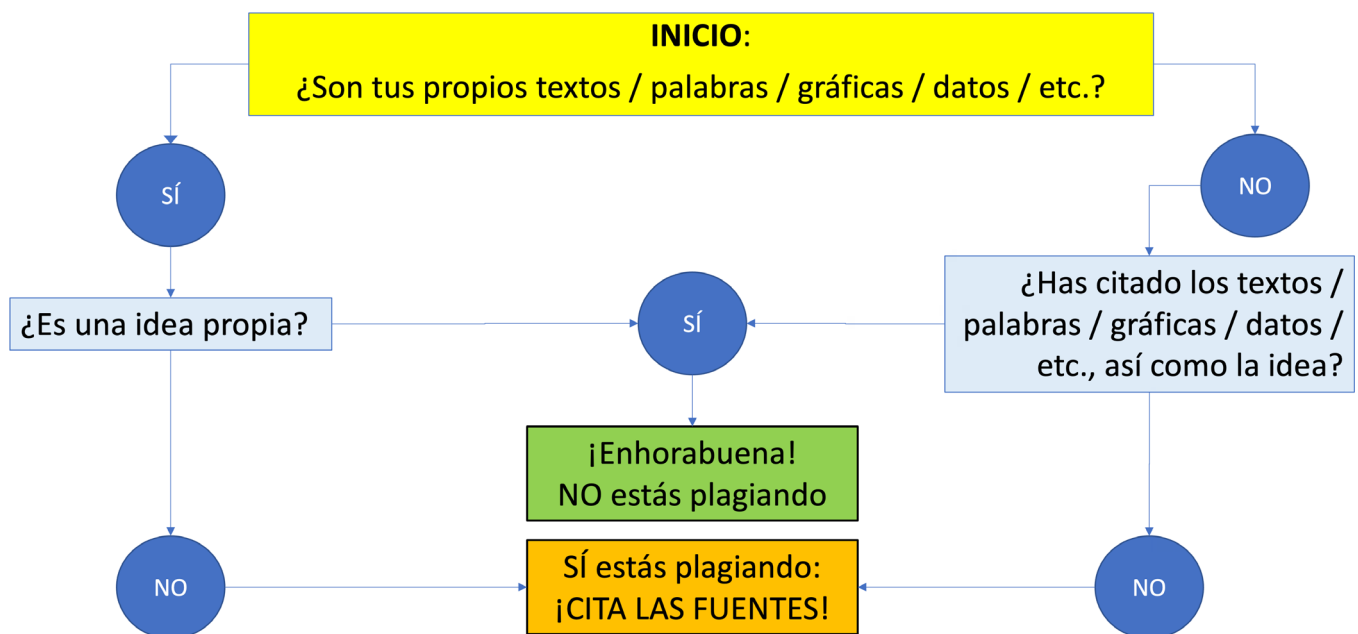 INICIO:
¿Son tus propios textos / palabras / gráficas / datos / etc.?
SÍ
NO
¿Es una idea propia?
SÍ
¿Has citado los textos /
palabras / gráficas / datos /
etc., así como la idea?
¡Enhorabuena!
NO estás plagiando
NO
SÍ estás plagiando:
¡CITA LAS FUENTES!
NO